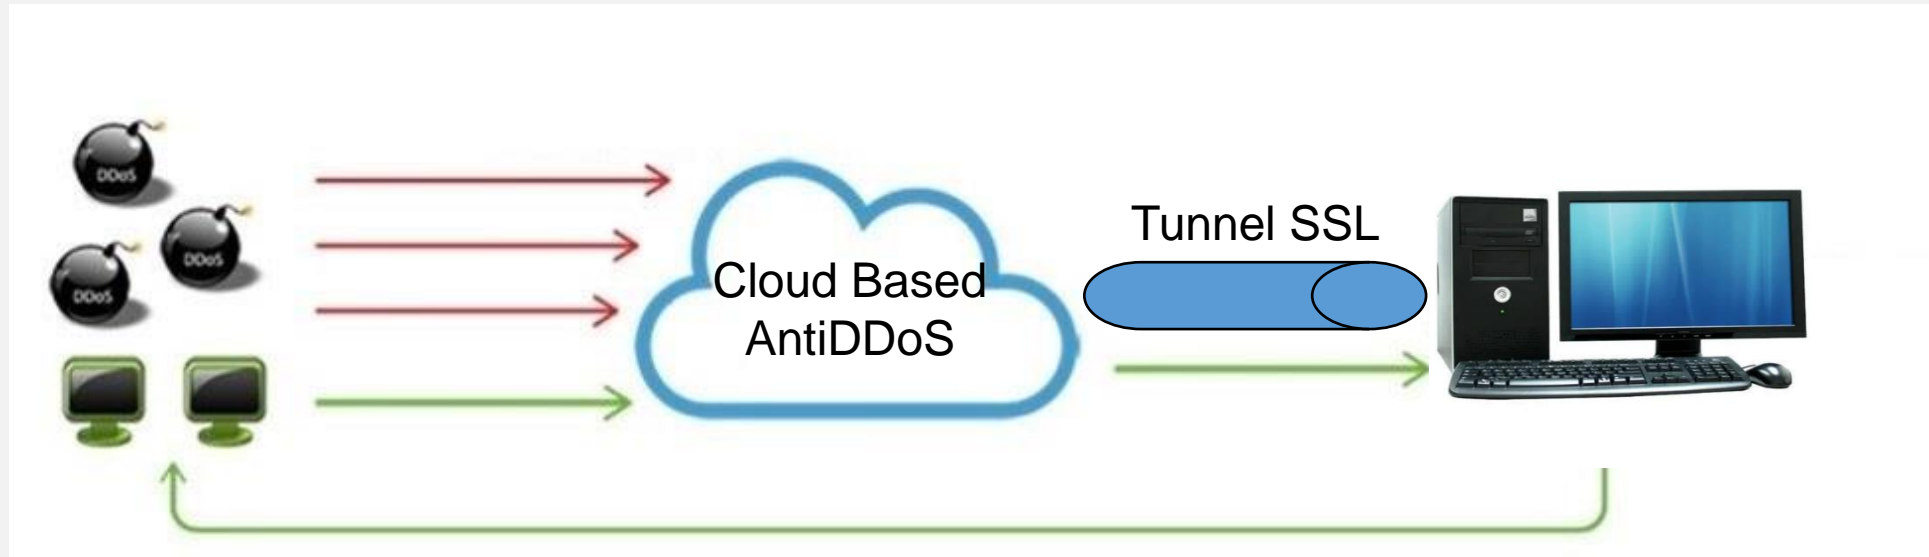 DDoS
DDoS
DDoS
Cloud Based
AntiDDoS
Tunnel SSL